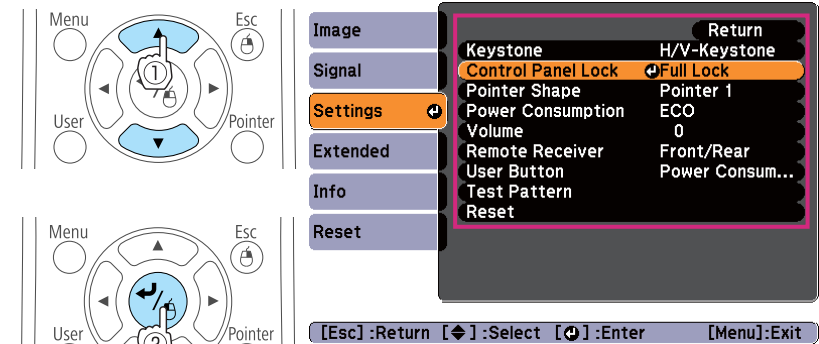 Menu Esc
①
User Pointer
Menu Esc
User Pointer
Image
Signal
Settings
Extended
Info
Reset
Return
Keystone H/V-Keystone
Control Panel Lock Full Lock
Pointer Shape Pointer 1
Power Consumption ECO
Volume 0
Remote Receiver Front/Rear
User Button Power Consum...
Test Pattern
Reset
[Esc] :Return [◆] :Select [⏎] :Enter [Menu]:Exit